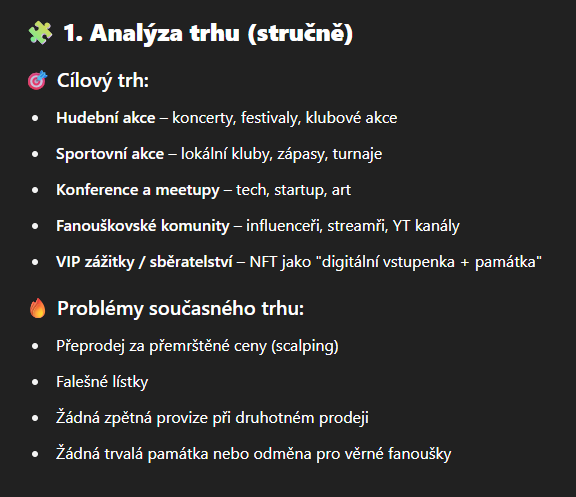 🧩 1. Analýza trhu (stručně)
🎯 Cílový trh:
• Hudební akce – koncerty, festivaly, klubové akce
• Sportovní akce – lokální kluby, zápasy, turnaje
• Konference a meetupy – tech, startup, art
• Fanouškovské komunity – influenceři, streamři, YT kanály
• VIP zážitky / sběratelství – NFT jako "digitální vstupenka + památka"
🔥 Problémy současného trhu:
• Přeprodej za přemrštěné ceny (scalping)
• Falešné lístky
• Žádná zpětná provize při druhotném prodeji
• Žádná trvalá památka nebo odměna pro věrné fanoušky